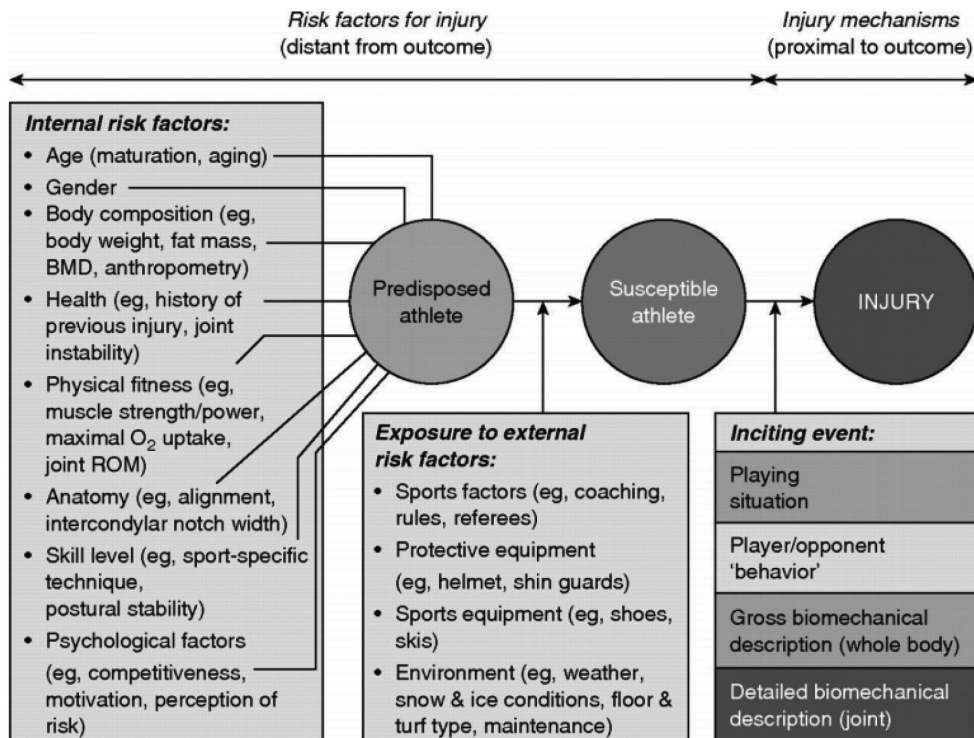 Risk factors for injury
(distant from outcome)
Injury mechanisms
(proximal to outcome)
Internal risk factors:
• Age (maturation, aging)
• Gender
• Body composition (eg,
body weight, fat mass,
BMD, anthropometry)
• Health (eg, history of
previous injury, joint
instability)
• Physical fitness (eg,
muscle strength/power,
maximal O₂ uptake,
joint ROM)
• Anatomy (eg, alignment,
intercondylar notch width)
• Skill level (eg, sport-specific
technique,
postural stability)
• Psychological factors
(eg, competitiveness,
motivation, perception of
risk)
Predisposed
athlete
Susceptible
athlete
INJURY
Exposure to external
risk factors:
• Sports factors (eg, coaching,
rules, referees)
• Protective equipment
(eg, helmet, shin guards)
• Sports equipment (eg, shoes,
skis)
• Environment (eg, weather,
snow & ice conditions, floor &
turf type, maintenance)
Inciting event:
Playing
situation
Player/opponent
‘behavior’
Gross biomechanical
description (whole body)
Detailed biomechanical
description (joint)